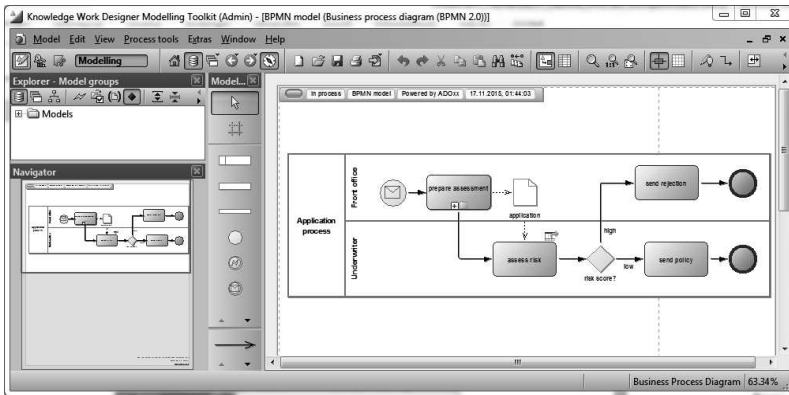 Knowledge Work Designer Modelling Toolkit (Admin) - [BPMN model (Business process diagram (BPMN 2.0))]
Model Edit View Process tools Extras Window Help
Modelling
Explorer - Model groups
Model...
Models
Navigator
In process BPMN model Powered by ADOxx 17.11.2015, 01:44:03
Application process
Front office
prepare assessment
application
send rejection
Underwriter
assess risk
high
risk score?
low
send policy
Business Process Diagram 63.34%